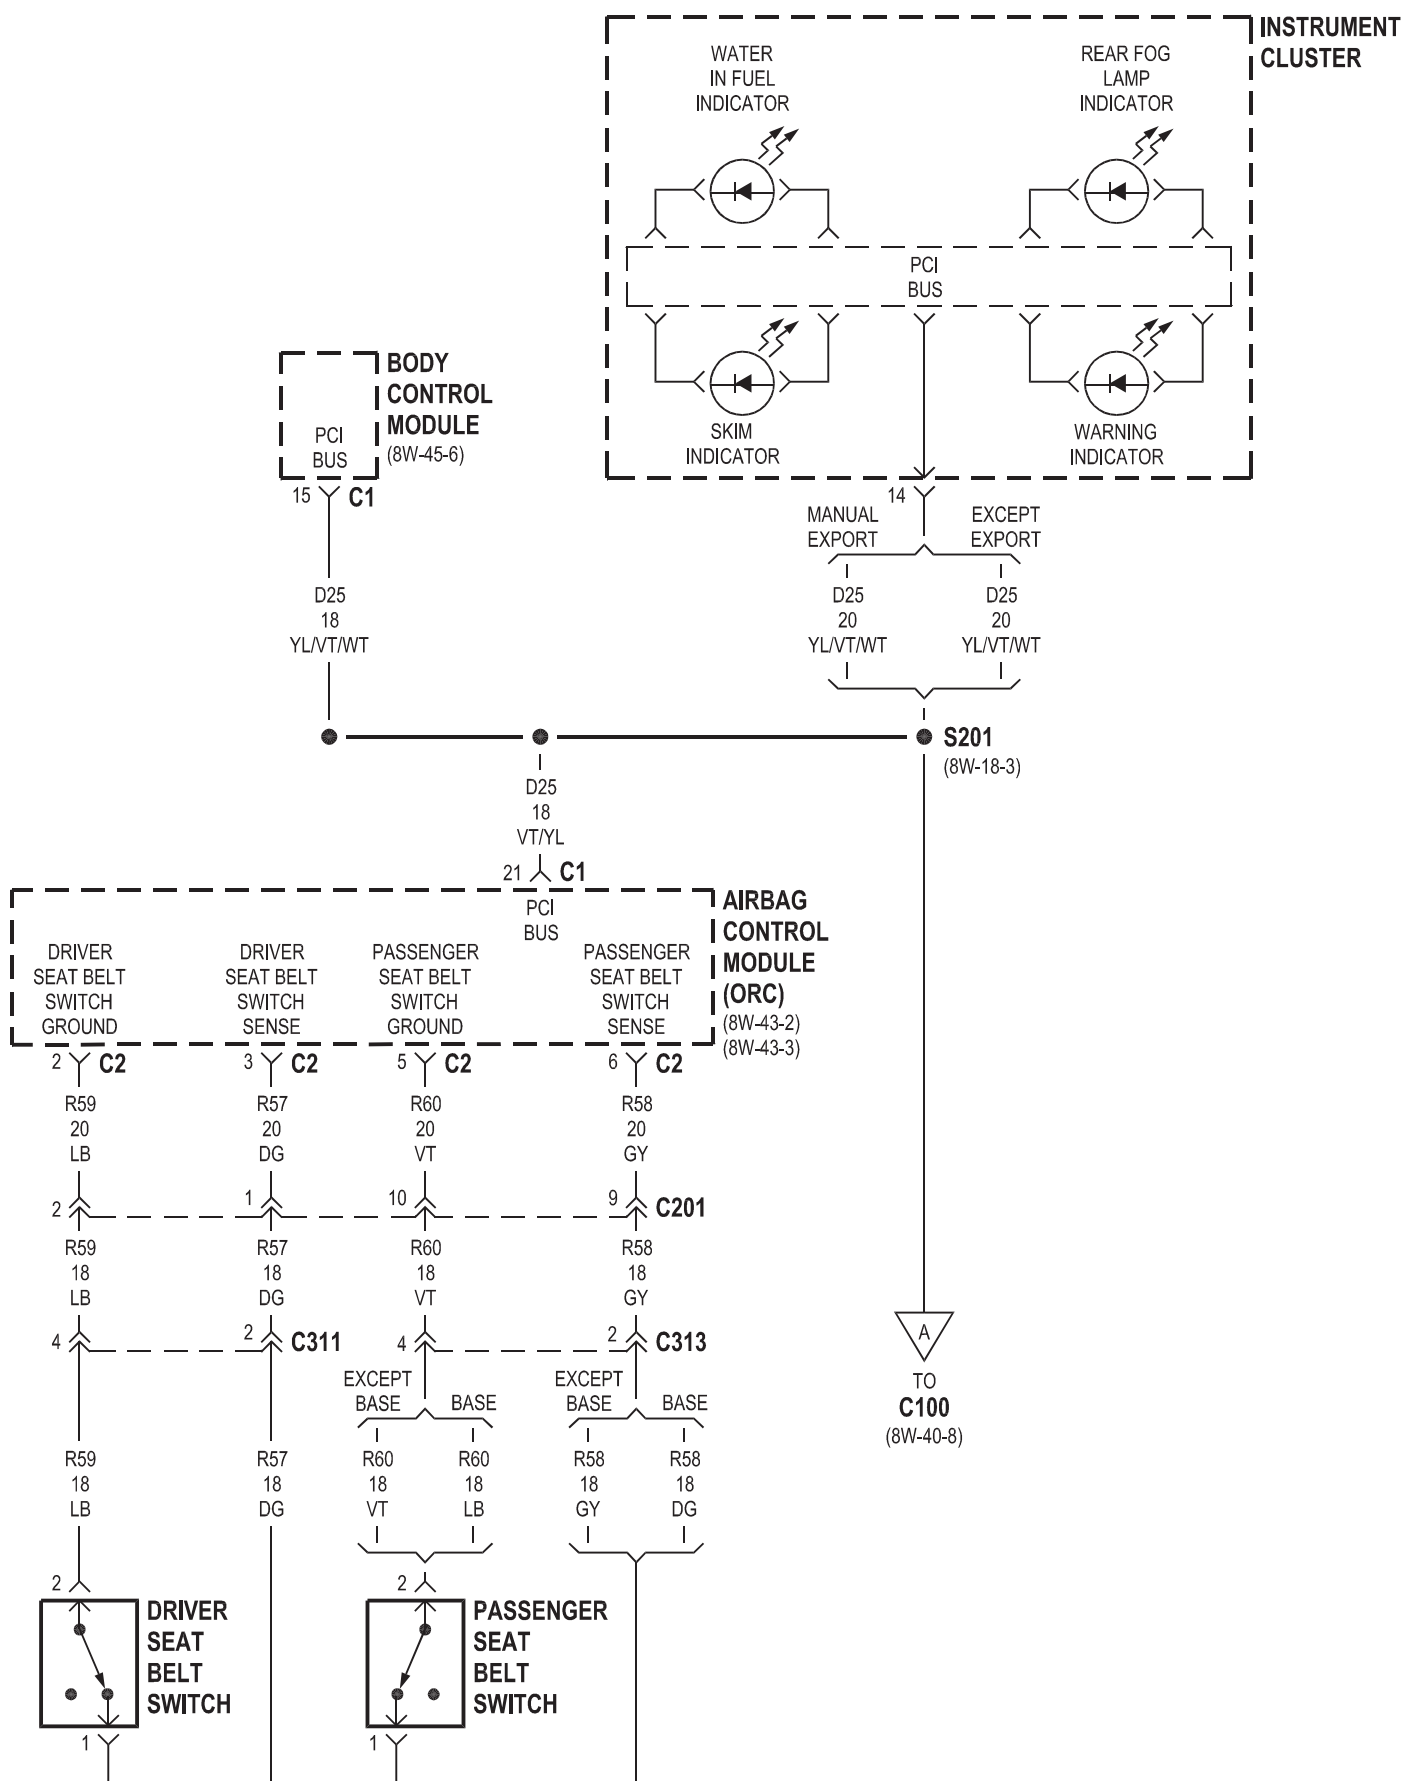 INSTRUMENT
CLUSTER
WATER
IN FUEL
INDICATOR
REAR FOG
LAMP
INDICATOR
PCI
BUS
SKIM
INDICATOR
WARNING
INDICATOR
BODY
CONTROL
MODULE
(8W-45-6)
PCI
BUS
15
C1
14
MANUAL
EXPORT
EXCEPT
EXPORT
D25
18
YL/VT/WT
D25
20
YL/VT/WT
D25
20
YL/VT/WT
S201
(8W-18-3)
D25
18
VT/YL
21
C1
PCI
BUS
AIRBAG
CONTROL
MODULE
(ORC)
(8W-43-2)
(8W-43-3)
DRIVER
SEAT BELT
SWITCH
GROUND
DRIVER
SEAT BELT
SWITCH
SENSE
PASSENGER
SEAT BELT
SWITCH
GROUND
PASSENGER
SEAT BELT
SWITCH
SENSE
2
C2
3
C2
5
C2
6
C2
R59
20
LB
R57
20
DG
R60
20
VT
R58
20
GY
2
1
10
9
C201
R59
18
LB
R57
18
DG
R60
18
VT
R58
18
GY
4
2
C311
4
2
C313
A
TO
C100
(8W-40-8)
EXCEPT
BASE
BASE
EXCEPT
BASE
BASE
R59
18
LB
R57
18
DG
R60
18
VT
R60
18
LB
R58
18
GY
R58
18
DG
2
DRIVER
SEAT
BELT
SWITCH
1
2
PASSENGER
SEAT
BELT
SWITCH
1